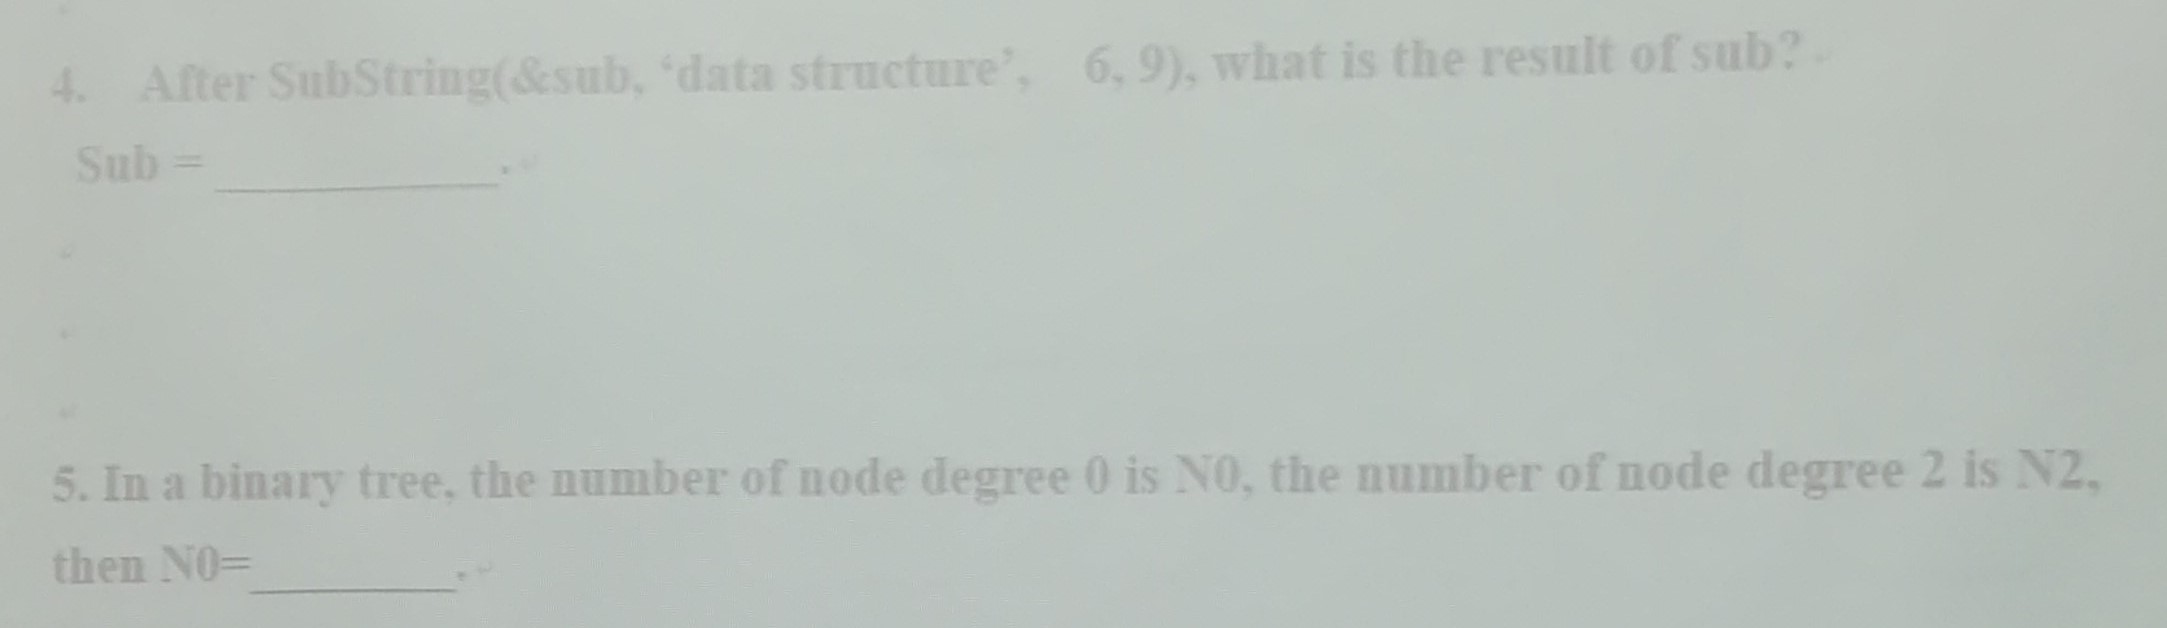 4. After SubString(&sub, ‘data structure’, 6, 9), what is the result of sub?
Sub = __________.
5. In a binary tree, the number of node degree 0 is N0, the number of node degree 2 is N2,
then N0=________.